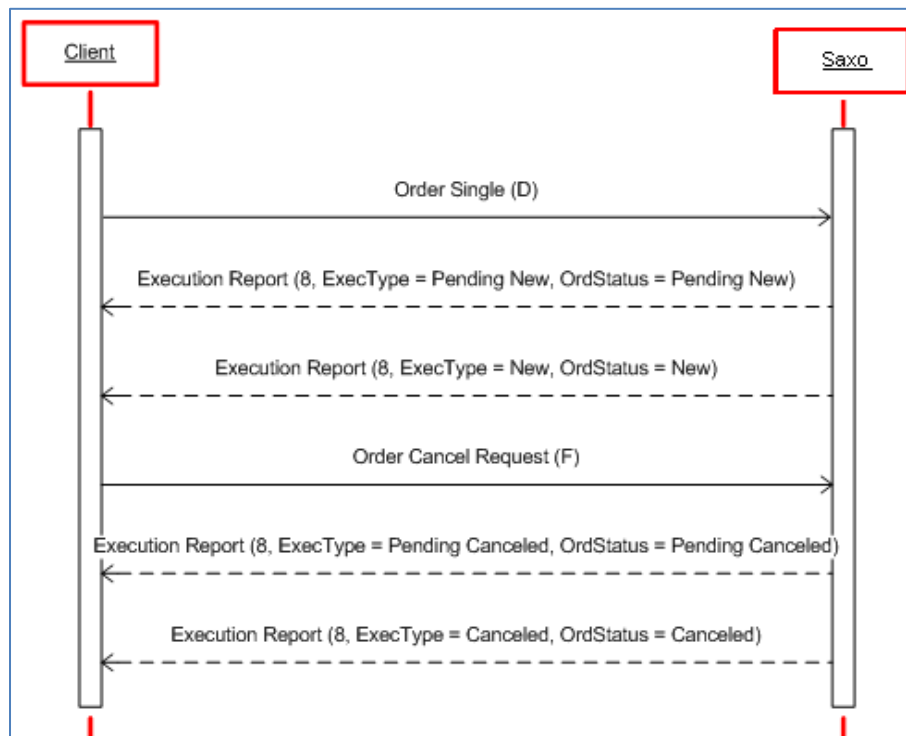 Client
Saxo
Order Single (D)
Execution Report (8, ExecType = Pending New, OrdStatus = Pending New)
Execution Report (8, ExecType = New, OrdStatus = New)
Order Cancel Request (F)
Execution Report (8, ExecType = Pending Canceled, OrdStatus = Pending Canceled)
Execution Report (8, ExecType = Canceled, OrdStatus = Canceled)